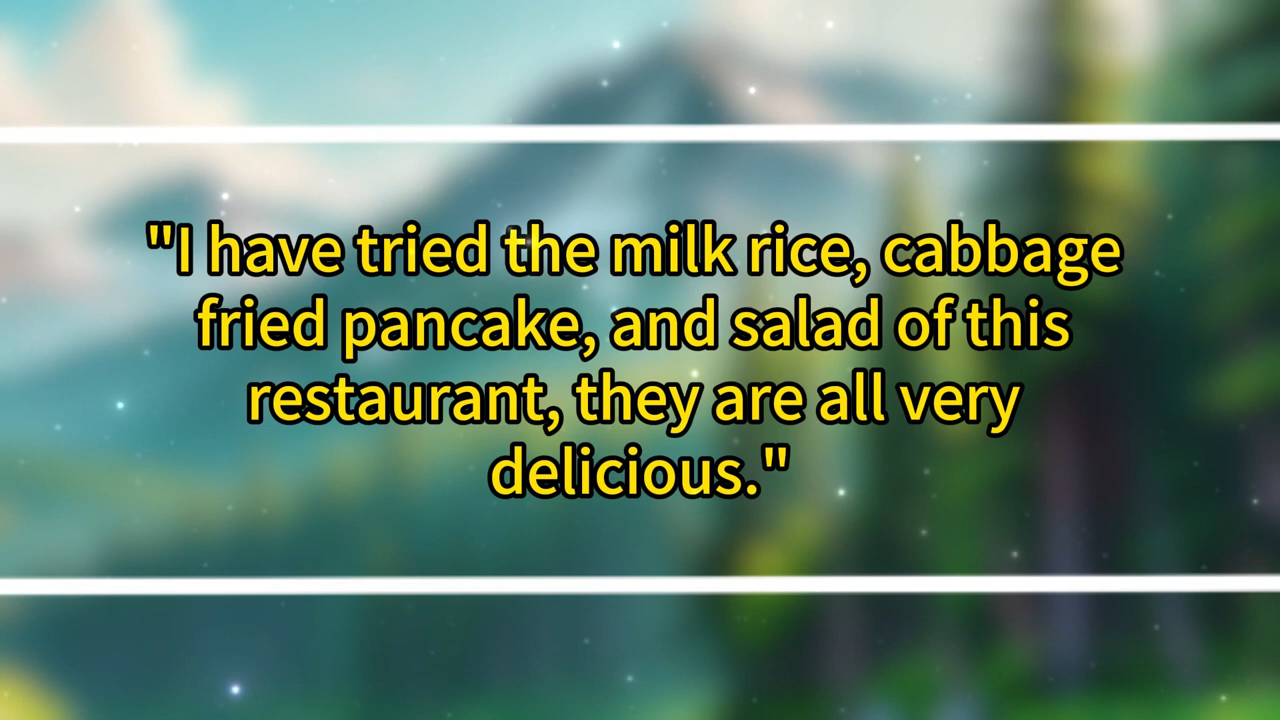 "I have tried the milk rice, cabbage
fried pancake, and salad of this
restaurant, they are all very
delicious."